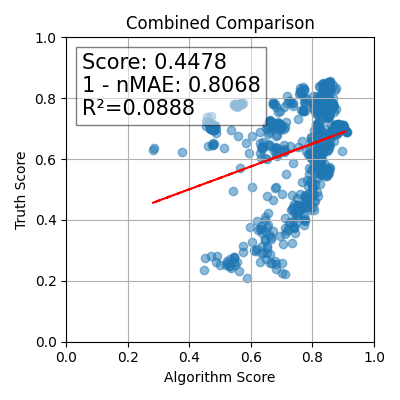 Combined Comparison
Score: 0.4478
1 - nMAE: 0.8068
R²=0.0888
Truth Score
1.0
0.8
0.6
0.4
0.2
0.0
0.0 0.2 0.4 0.6 0.8 1.0
Algorithm Score